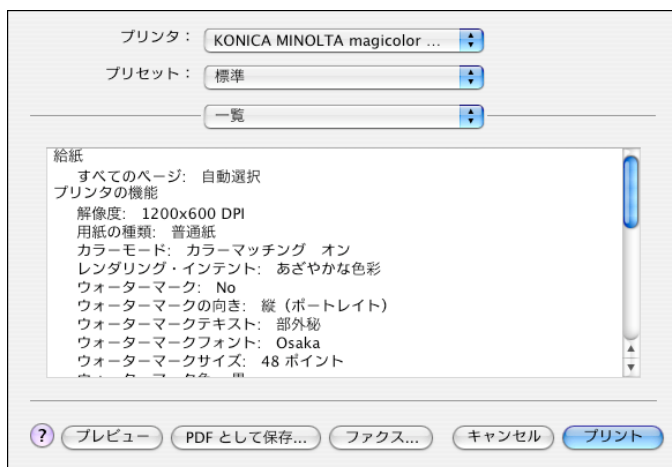 プリンタ： KONICA MINOLTA magicolor ...
プリセット： 標準
一覧
給紙
すべてのページ: 自動選択
プリンタの機能
解像度: 1200x600 DPI
用紙の種類: 普通紙
カラーモード: カラーマッチング オン
レンダリング・インテント: あざやかな色彩
ウォーターマーク: No
ウォーターマークの向き: 縦（ポートレイト）
ウォーターマークテキスト: 部外秘
ウォーターマークフォント: Osaka
ウォーターマークサイズ: 48 ポイント
? プレビュー PDF として保存... ファクス... キャンセル プリント